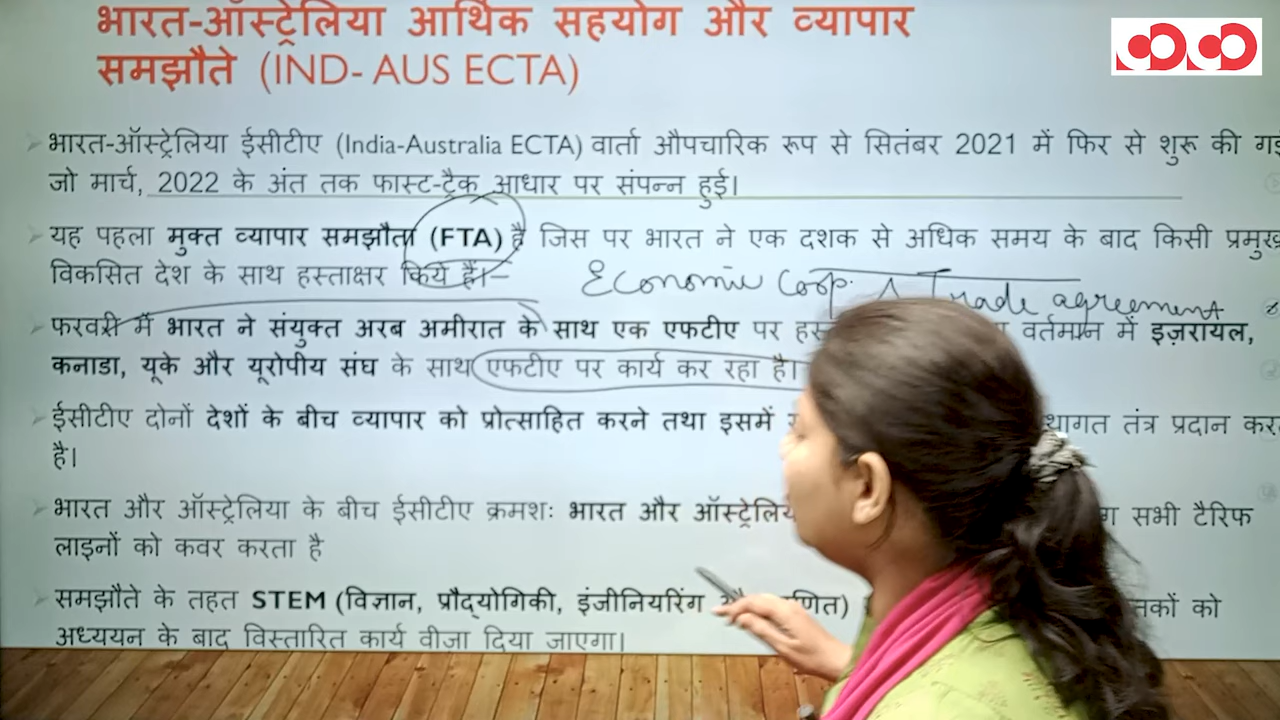 भारत-ऑस्ट्रेलिया आर्थिक सहयोग और व्यापार
समझौते (IND- AUS ECTA)
भारत-ऑस्ट्रेलिया ईसीटीए (India-Australia ECTA) वार्ता औपचारिक रूप से सितंबर 2021 में फिर से शुरू की
जो मार्च, 2022 के अंत तक फास्ट-ट्रैक आधार पर संपन्न हुई।
यह पहला मुक्त व्यापार समझौता (FTA) है जिस पर भारत ने एक दशक से अधिक समय के बाद किसी प्रमुख
विकसित देश के साथ हस्ताक्षर किये हैं।
Economic Coop. & Trade agreement
फरवरी में भारत ने संयुक्त अरब अमीरात के साथ एक एफटीए पर वर्तमान में इज़रायल,
कनाडा, यूके और यूरोपीय संघ के साथ एफटीए पर कार्य कर रहा है।
ईसीटीए दोनों देशों के बीच व्यापार को प्रोत्साहित करने तथा इसमें तंत्र प्रदान
है।
भारत और ऑस्ट्रेलिया के बीच ईसीटीए क्रमशः भारत और सभी टैरिफ
लाइनों को कवर करता है
समझौते के तहत STEM (विज्ञान, प्रौद्योगिकी, इंजीनियरिंग को
अध्ययन के बाद विस्तारित कार्य वीज़ा दिया जाएगा।